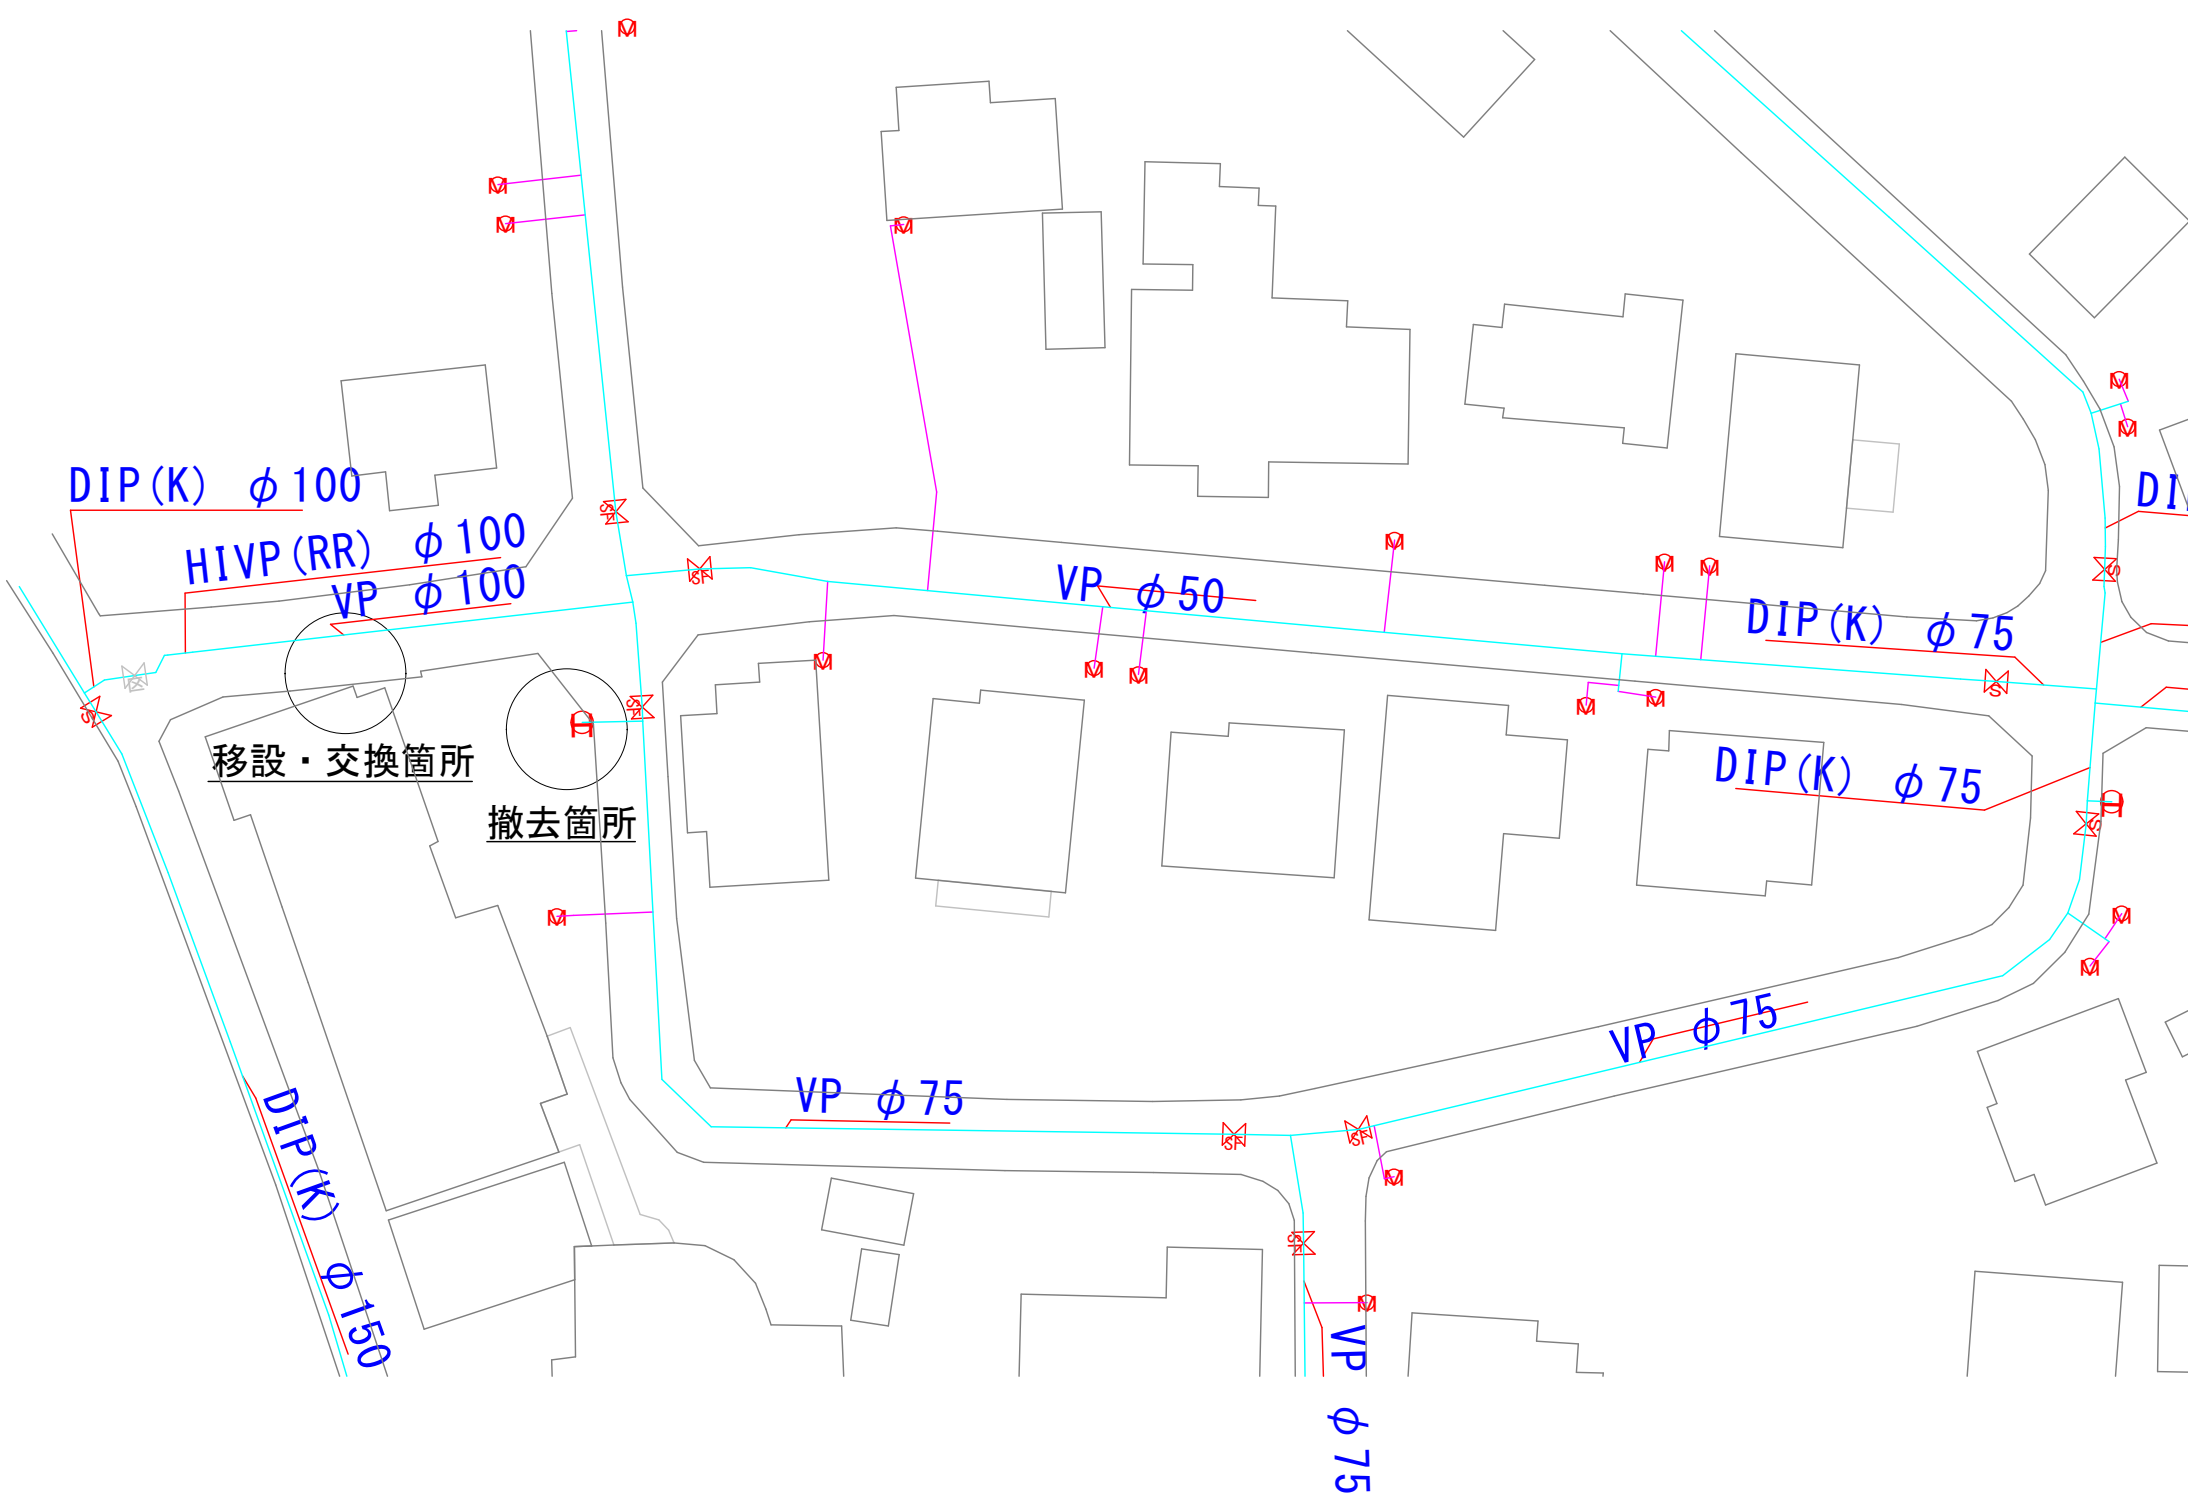 DIP(K) φ100
HIVP(RR) φ100
VP φ100
VP φ50
DIP(K) φ75
DI
移設・交換箇所
撤去箇所
DIP(K) φ75
VP φ75
VP φ75
DIP(K) φ150
VP φ75